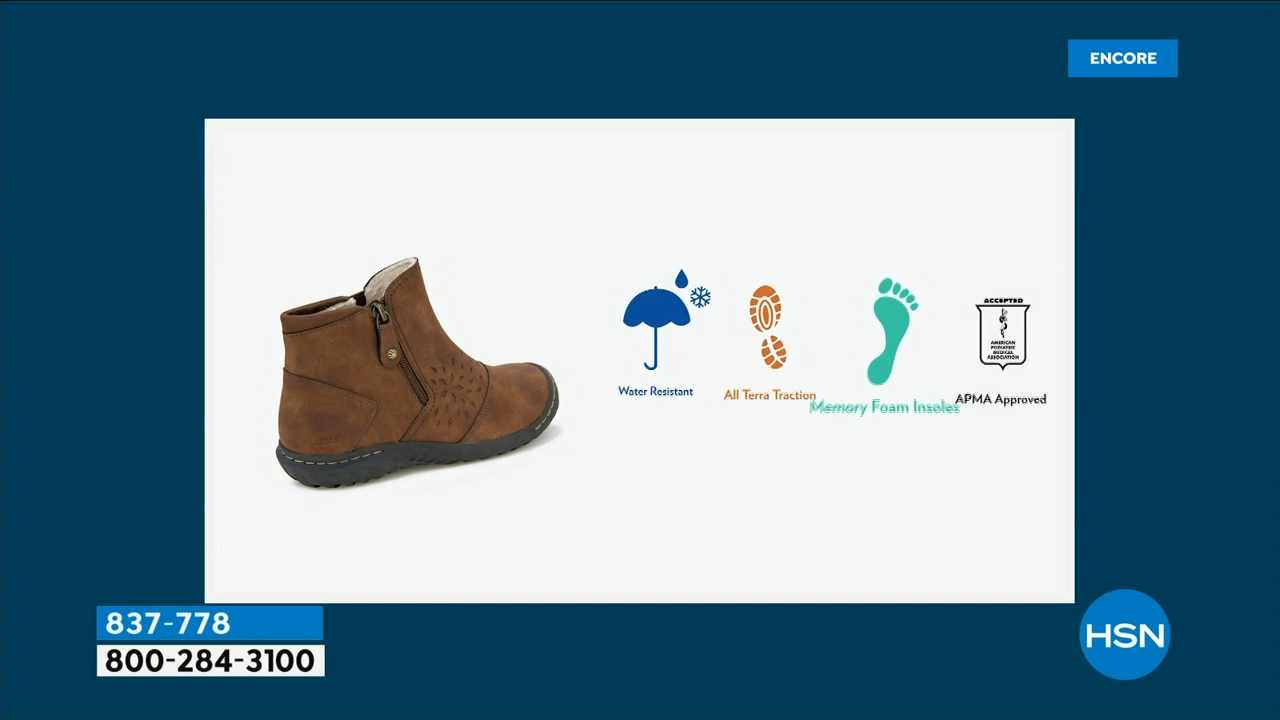 ENCORE
ACCEPTED
AMERICAN
PODIATRIC
MEDICAL
ASSOCIATION
Water Resistant
All Terra Traction
Memory Foam Insoles
APMA Approved
837-778
800-284-3100
HSN